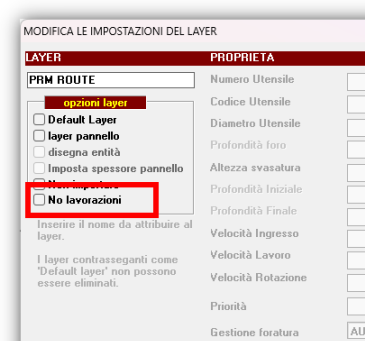 MODIFICA LE IMPOSTAZIONI DEL LAYER
LAYER
PRM ROUTE
opzioni layer
Default Layer
layer pannello
disegna entità
Imposta spessore pannello
Non importare
No lavorazioni
Inserire il nome da attribuire al
layer.
I layer contrasseganti come
'Default layer' non possono
essere eliminati.
PROPRIETA
Numero Utensile
Codice Utensile
Diametro Utensile
Profondità foro
Altezza svasatura
Profondità Iniziale
Profondità Finale
Velocità Ingresso
Velocità Lavoro
Velocità Rotazione
Priorità
Gestione foratura
AU